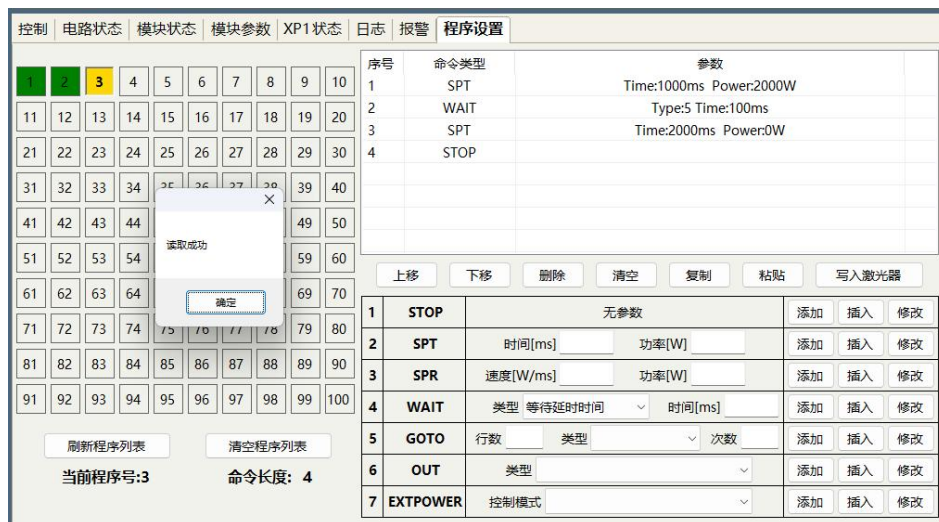 控制 电路状态 模块状态 模块参数 XP1状态 日志 报警 程序设置
1 2 3 4 5 6 7 8 9 10
11 12 13 14 15 16 17 18 19 20
21 22 23 24 25 26 27 28 29 30
31 32 33 34 39 40
41 42 43 44 49 50
51 52 53 54 59 60
61 62 63 64 69 70
71 72 73 74 75 76 77 78 79 80
81 82 83 84 85 86 87 88 89 90
91 92 93 94 95 96 97 98 99 100
读取成功
确定
刷新程序列表 清空程序列表
当前程序号:3 命令长度: 4
序号 命令类型 参数
1 SPT Time:1000ms Power:2000W
2 WAIT Type:5 Time:100ms
3 SPT Time:2000ms Power:0W
4 STOP
上移 下移 删除 清空 复制 粘贴 写入激光器
1 STOP 无参数 添加 插入 修改
2 SPT 时间[ms] 功率[W] 添加 插入 修改
3 SPR 速度[W/ms] 功率[W] 添加 插入 修改
4 WAIT 类型 等待延时时间 时间[ms] 添加 插入 修改
5 GOTO 行数 类型 次数 添加 插入 修改
6 OUT 类型 添加 插入 修改
7 EXTPOWER 控制模式 添加 插入 修改